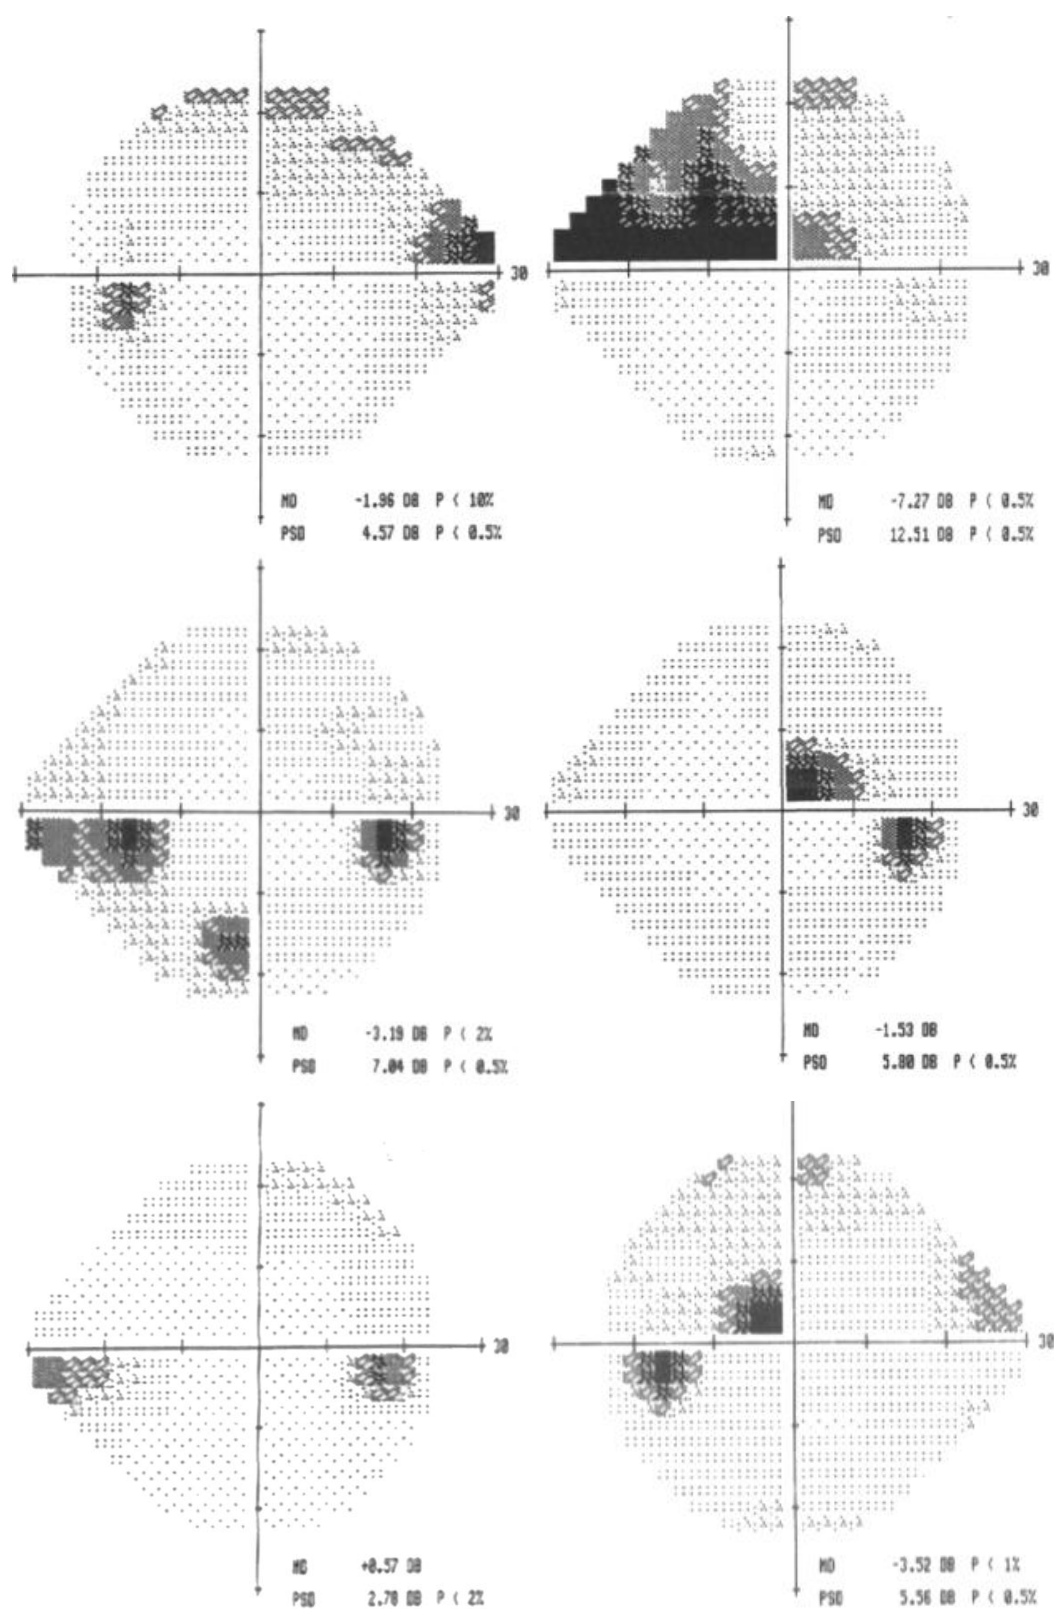 30
30
MD -1.96 DB P < 10%
PSD 4.57 DB P < 0.5%
MD -7.27 DB P < 0.5%
PSD 12.51 DB P < 0.5%
30
30
MD -3.19 DB P < 2%
PSD 7.04 DB P < 0.5%
MD -1.53 DB
PSD 5.80 DB P < 0.5%
30
30
MD +0.57 DB
PSD 2.78 DB P < 2%
MD -3.52 DB P < 1%
PSD 5.56 DB P < 0.5%